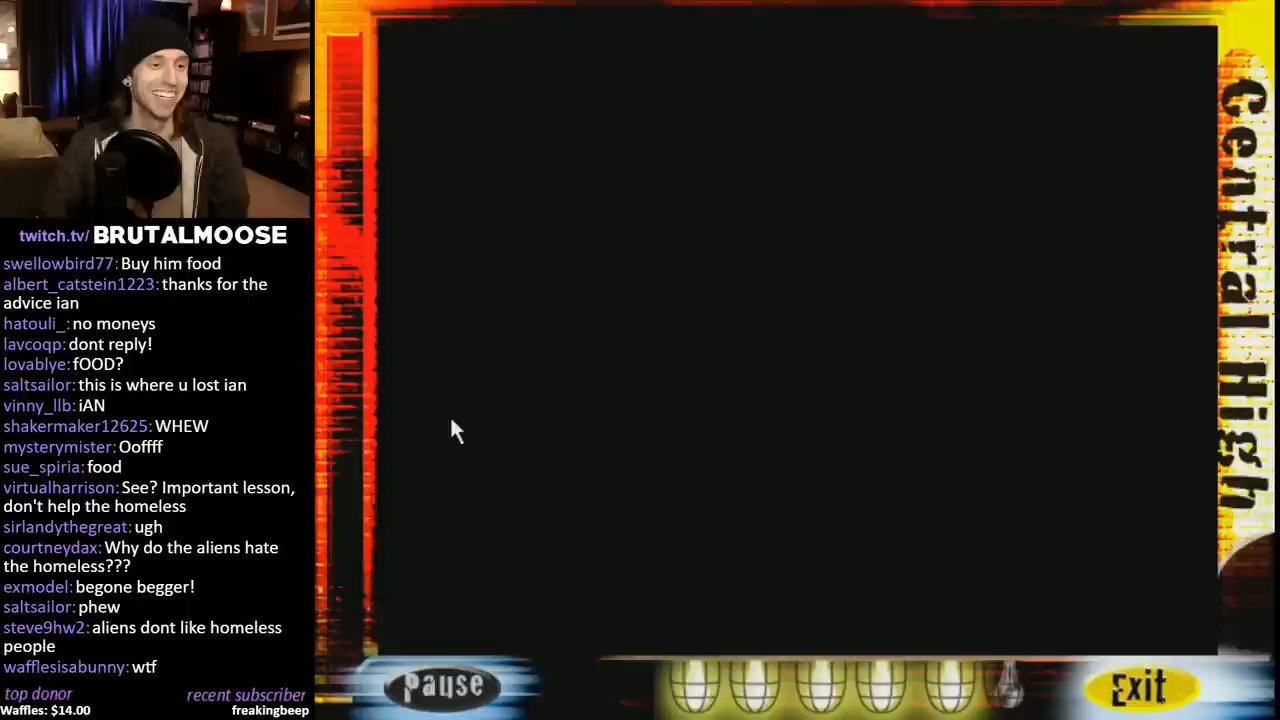 twitch.tv/ BRUTALMOOSE
swellowbird77: Buy him food
albert_catstein1223: thanks for the
advice ian
hatouli_: no moneys
lavcoqp: dont reply!
lovablye: fOOD?
saltsailor: this is where u lost ian
vinny_llb: iAN
shakermaker12625: WHEW
mysterymister: Ooffff
sue_spiria: food
virtualharrison: See? Important lesson,
don't help the homeless
sirlandythegreat: ugh
courtneydax: Why do the aliens hate
the homeless???
exmodel: begone begger!
saltsailor: phew
steve9hw2: aliens dont like homeless
people
wafflesisabunny: wtf
top donor
Waffles: $14.00
recent subscriber
freakingbeep
Central High
Pause
Exit